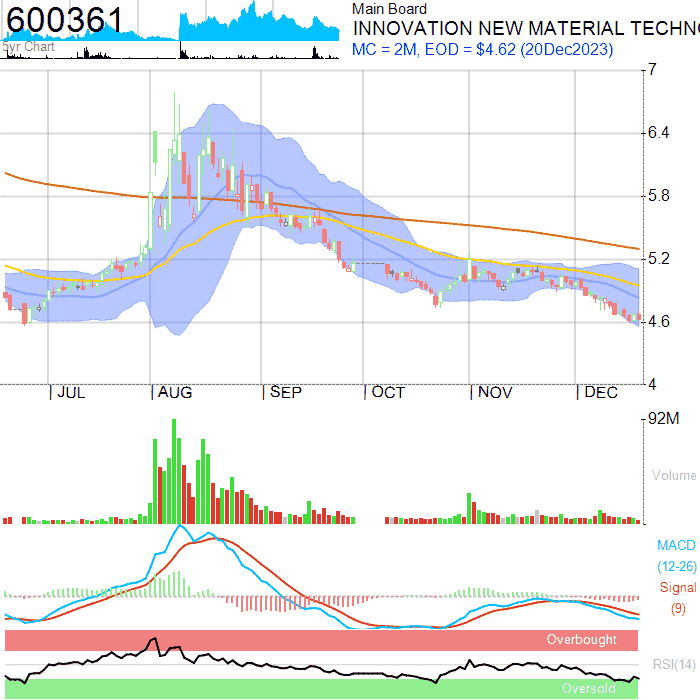 600361
5yr Chart
Main Board
INNOVATION NEW MATERIAL TECHN
MC = 2M, EOD = $4.62 (20Dec2023)
7
6.4
5.8
5.2
4.6
4
JUL AUG SEP OCT NOV DEC
92M
Volume
MACD
(12-26)
Signal
(9)
Overbought
RSI(14)
Oversold